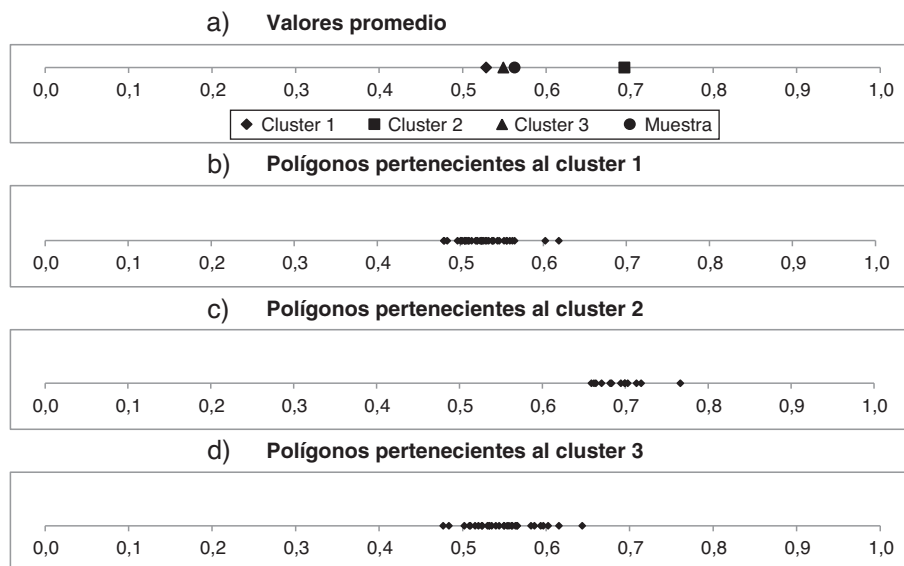 a) Valores promedio
0,0 0,1 0,2 0,3 0,4 0,5 0,6 0,7 0,8 0,9 1,0
Cluster 1 Cluster 2 Cluster 3 Muestra
b) Polígonos pertenecientes al cluster 1
0,0 0,1 0,2 0,3 0,4 0,5 0,6 0,7 0,8 0,9 1,0
c) Polígonos pertenecientes al cluster 2
0,0 0,1 0,2 0,3 0,4 0,5 0,6 0,7 0,8 0,9 1,0
d) Polígonos pertenecientes al cluster 3
0,0 0,1 0,2 0,3 0,4 0,5 0,6 0,7 0,8 0,9 1,0